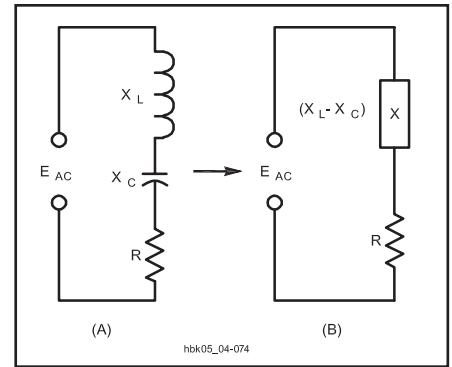 X L
E AC
X C
R
(A)
(X L - X C)
X
E AC
R
(B)
hbk05_04-074